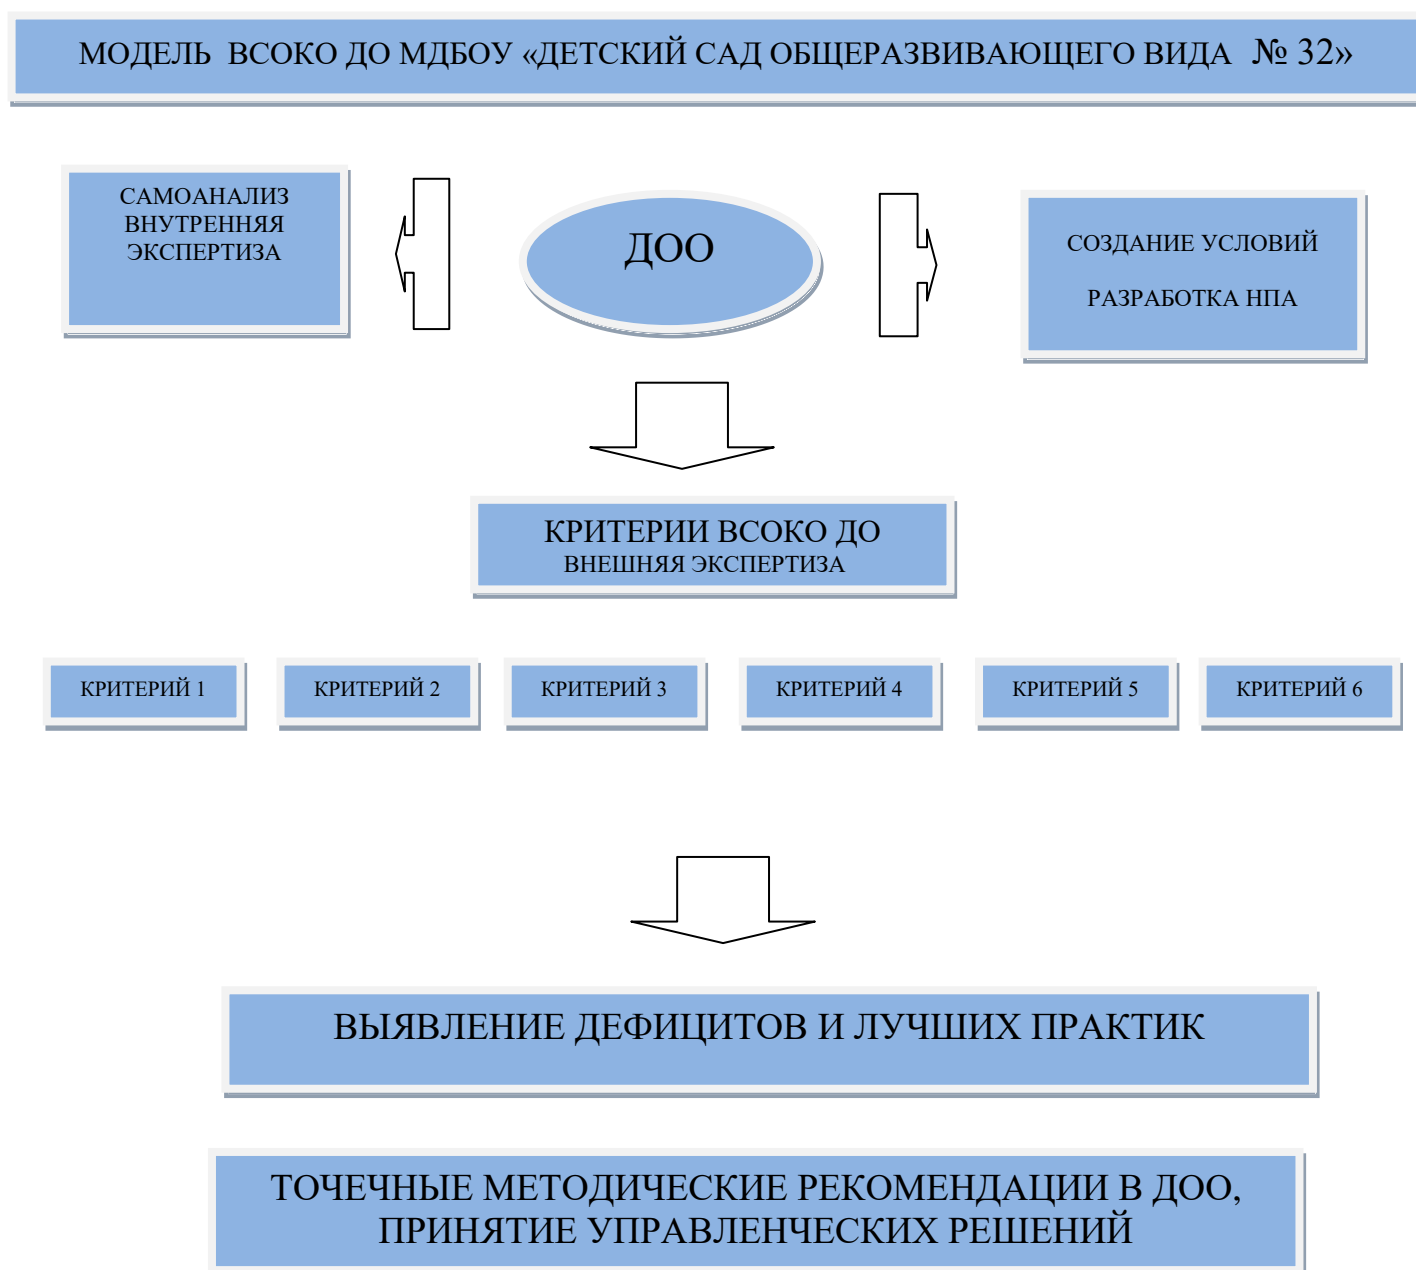 МОДЕЛЬ ВСОКО ДО МДБОУ «ДЕТСКИЙ САД ОБЩЕРАЗВИВАЮЩЕГО ВИДА № 32»
САМОАНАЛИЗ
ВНУТРЕННЯЯ
ЭКСПЕРТИЗА
ДОО
СОЗДАНИЕ УСЛОВИЙ
РАЗРАБОТКА НПА
КРИТЕРИИ ВСОКО ДО
ВНЕШНЯЯ ЭКСПЕРТИЗА
КРИТЕРИЙ 1
КРИТЕРИЙ 2
КРИТЕРИЙ 3
КРИТЕРИЙ 4
КРИТЕРИЙ 5
КРИТЕРИЙ 6
ВЫЯВЛЕНИЕ ДЕФИЦИТОВ И ЛУЧШИХ ПРАКТИК
ТОЧЕЧНЫЕ МЕТОДИЧЕСКИЕ РЕКОМЕНДАЦИИ В ДОО,
ПРИНЯТИЕ УПРАВЛЕНЧЕСКИХ РЕШЕНИЙ